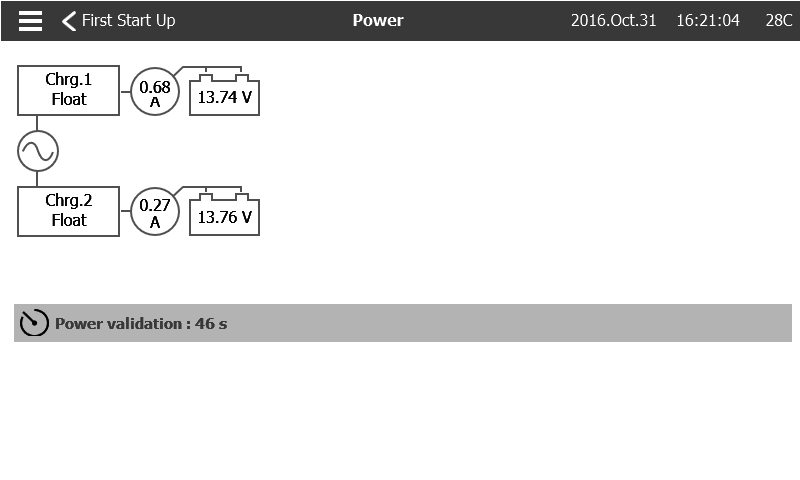 First Start Up Power 2016.Oct.31 16:21:04 28C
Chrg.1
Float
0.68
A
13.74 V
Chrg.2
Float
0.27
A
13.76 V
Power validation : 46 s